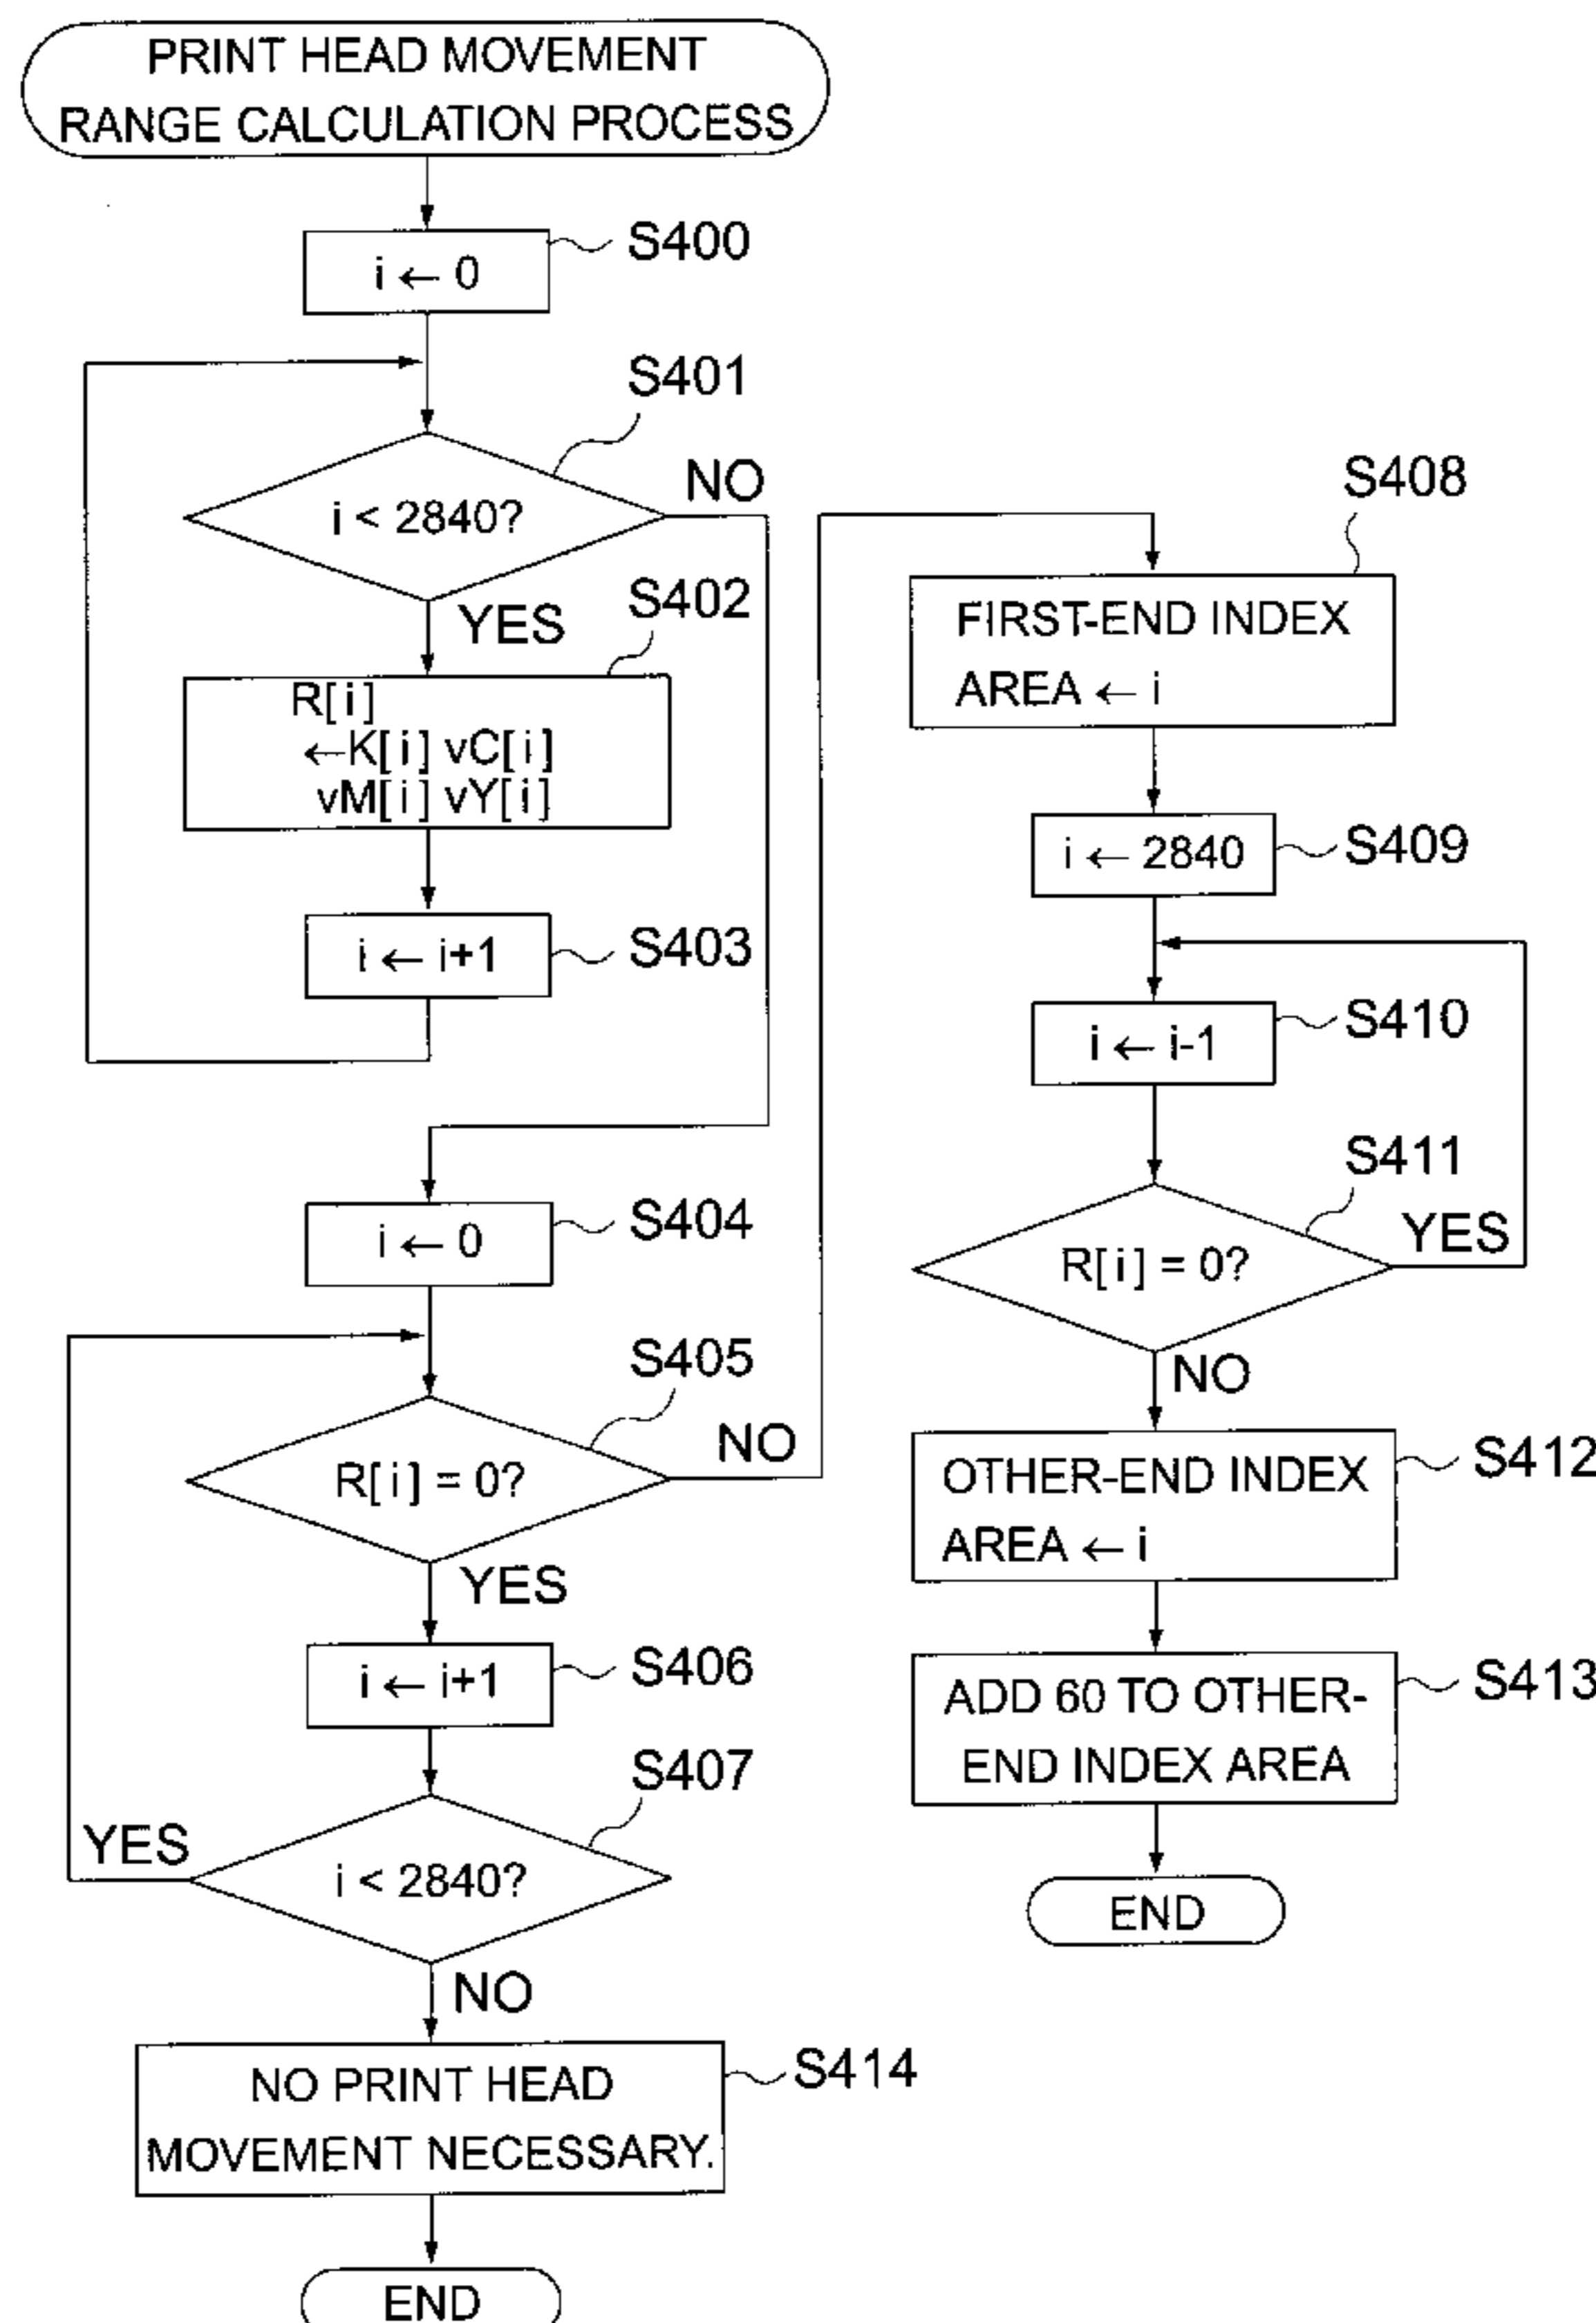 PRINT HEAD MOVEMENT
RANGE CALCULATION PROCESS
S400
i ← 0
S401
i < 2840?
NO
YES
S402
R[i]
←K[i] vC[i]
vM[i] vY[i]
S403
i ← i+1
S404
i ← 0
S405
R[i] = 0?
NO
YES
S406
i ← i+1
S407
i < 2840?
YES
NO
S414
NO PRINT HEAD
MOVEMENT NECESSARY.
END
S408
FIRST-END INDEX
AREA ← i
S409
i ← 2840
S410
i ← i-1
S411
R[i] = 0?
YES
NO
S412
OTHER-END INDEX
AREA ← i
S413
ADD 60 TO OTHER-
END INDEX AREA
END